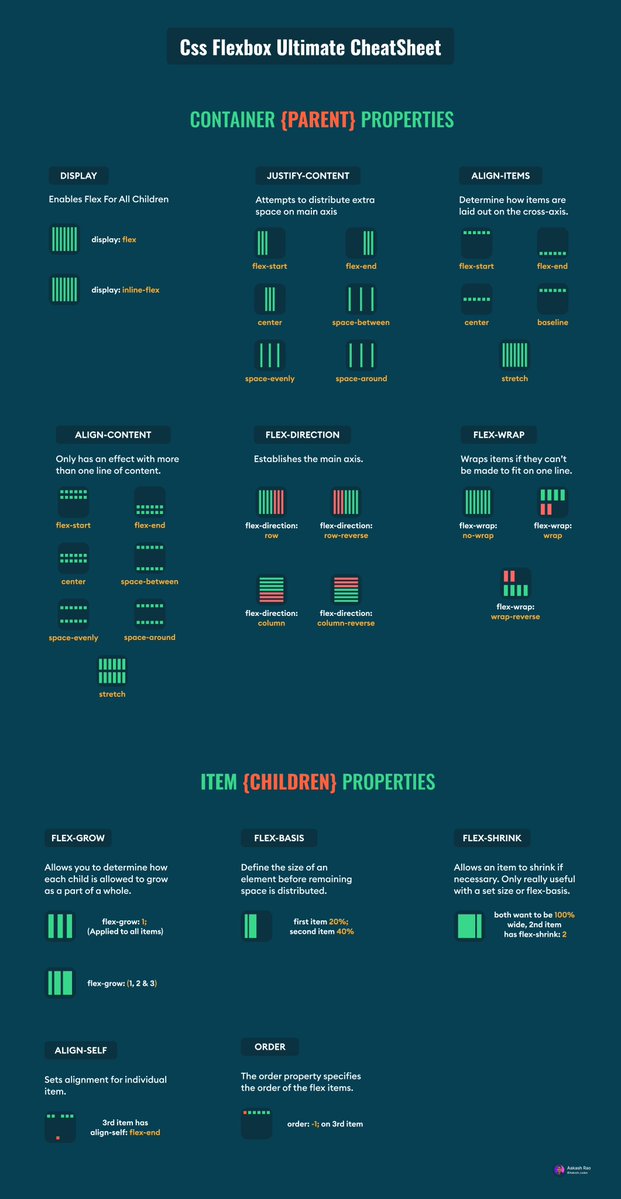 Css Flexbox Ultimate CheatSheet
CONTAINER {PARENT} PROPERTIES
DISPLAY
Enables Flex For All Children
display: flex
display: inline-flex
JUSTIFY-CONTENT
Attempts to distribute extra
space on main axis
flex-start
flex-end
center
space-between
space-evenly
space-around
ALIGN-ITEMS
Determine how items are
laid out on the cross-axis.
flex-start
flex-end
center
baseline
stretch
ALIGN-CONTENT
Only has an effect with more
than one line of content.
flex-start
flex-end
center
space-between
space-evenly
space-around
stretch
FLEX-DIRECTION
Establishes the main axis.
flex-direction:
row
flex-direction:
row-reverse
flex-direction:
column
flex-direction:
column-reverse
FLEX-WRAP
Wraps items if they can't
be made to fit on one line.
flex-wrap:
no-wrap
flex-wrap:
wrap
flex-wrap:
wrap-reverse
ITEM {CHILDREN} PROPERTIES
FLEX-GROW
Allows you to determine how
each child is allowed to grow
as a part of a whole.
flex-grow: 1;
(Applied to all items)
flex-grow: (1, 2 & 3)
FLEX-BASIS
Define the size of an
element before remaining
space is distributed.
first item 20%;
second item 40%
FLEX-SHRINK
Allows an item to shrink if
necessary. Only really useful
with a set size or flex-basis.
both want to be 100%
wide, 2nd item
has flex-shrink: 2
ALIGN-SELF
Sets alignment for individual
item.
3rd item has
align-self: flex-end
ORDER
The order property specifies
the order of the flex items.
order: -1; on 3rd item
Aakash Rao